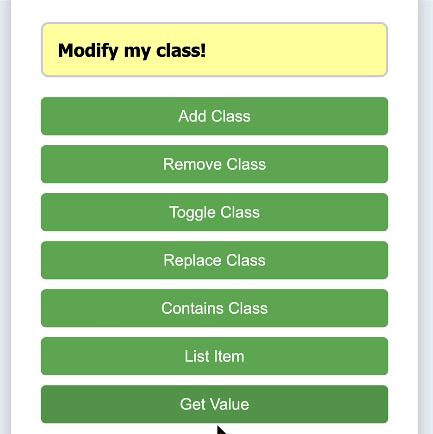 Modify my class!
Add Class
Remove Class
Toggle Class
Replace Class
Contains Class
List Item
Get Value